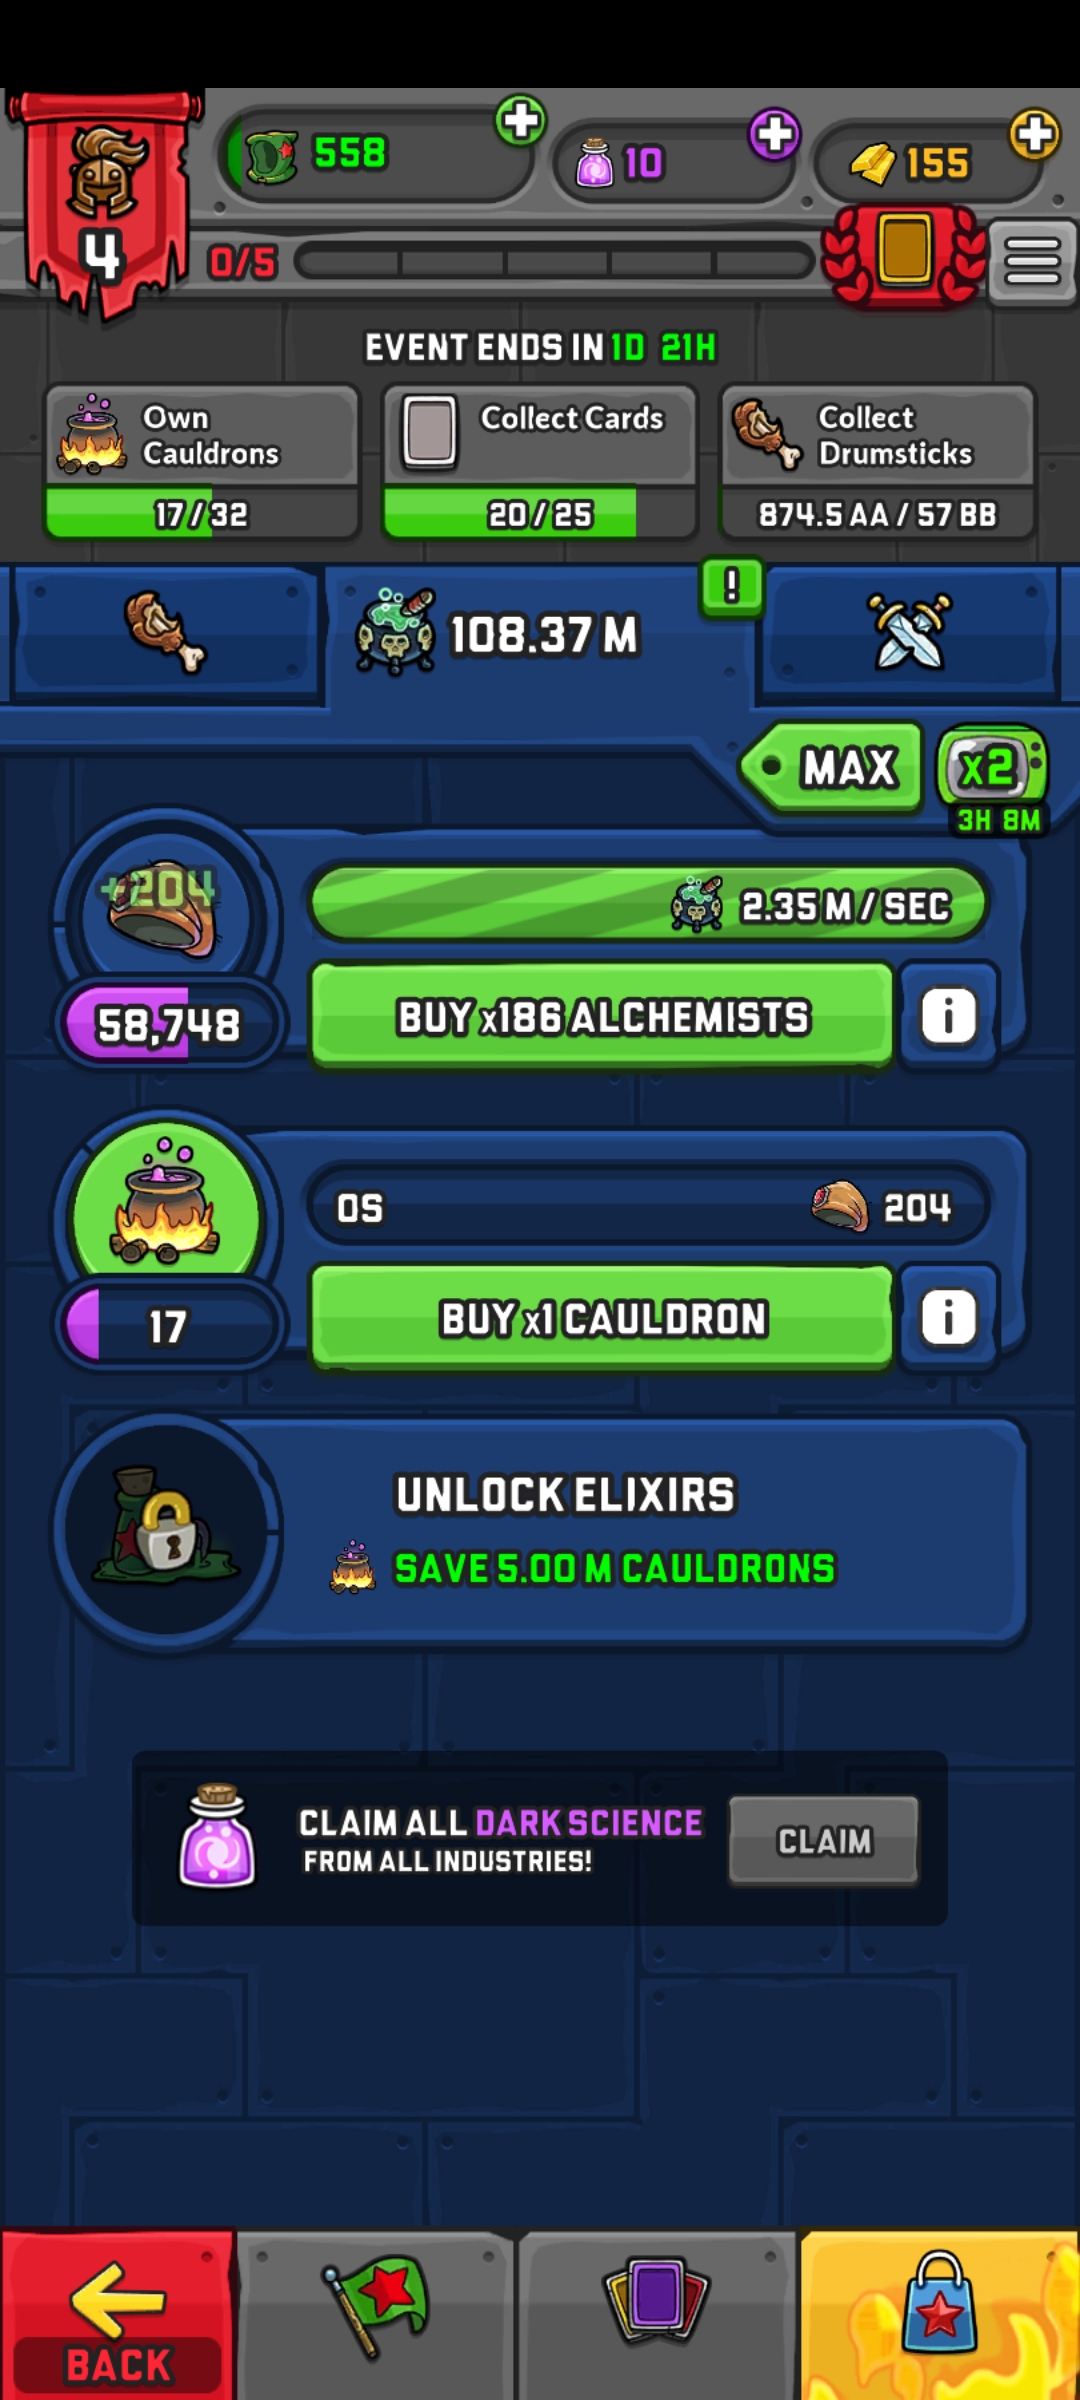 4
558
10
155
0/5
EVENT ENDS IN 1D 21H
Own
Cauldrons
17/32
Collect Cards
20/25
Collect
Drumsticks
874.5 AA / 57 BB
108.37 M
!
MAX
x2
3H 8M
+204
2.35 M / SEC
58,748
BUY x186 ALCHEMISTS
i
0S
204
17
BUY x1 CAULDRON
i
UNLOCK ELIXIRS
SAVE 5.00 M CAULDRONS
CLAIM ALL DARK SCIENCE
FROM ALL INDUSTRIES!
CLAIM
BACK